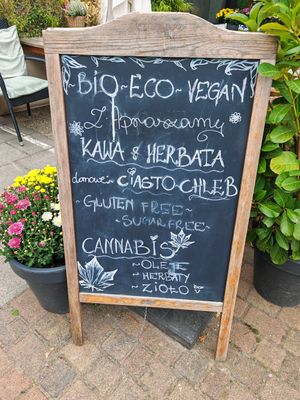 ~BIO~ECO~VEGAN~
Zapraszamy
KAWA & HERBATA
domowe~ CIASTO~CHLEB
~GLUTEN FREE~
~SUGAR FREE~
CANNABIS
~OLEJE
~HERBATY
~ZIOŁO~